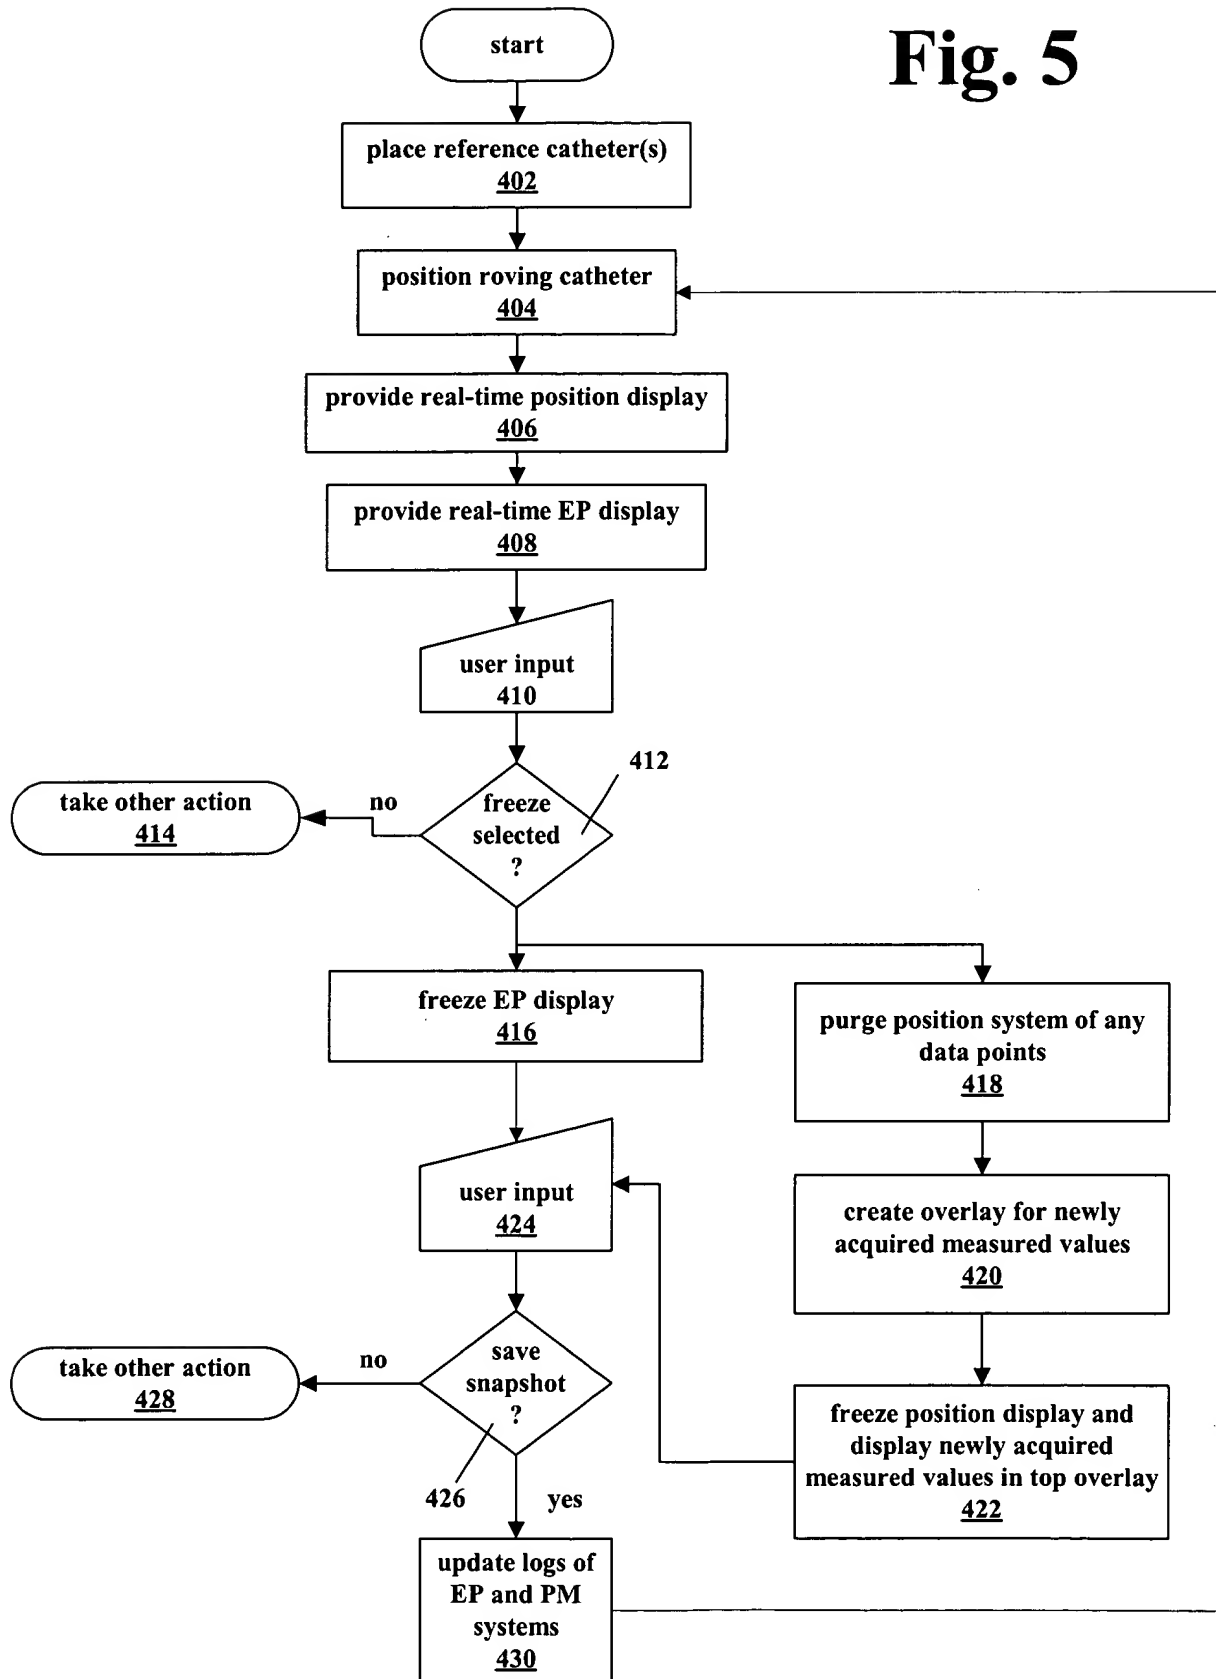 Fig. 5
start
place reference catheter(s)
402
position roving catheter
404
provide real-time position display
406
provide real-time EP display
408
user input
410
412
take other action
414
no
freeze
selected
?
freeze EP display
416
purge position system of any
data points
418
user input
424
create overlay for newly
acquired measured values
420
take other action
428
no
save
snapshot
?
426
yes
freeze position display and
display newly acquired
measured values in top overlay
422
update logs of
EP and PM
systems
430